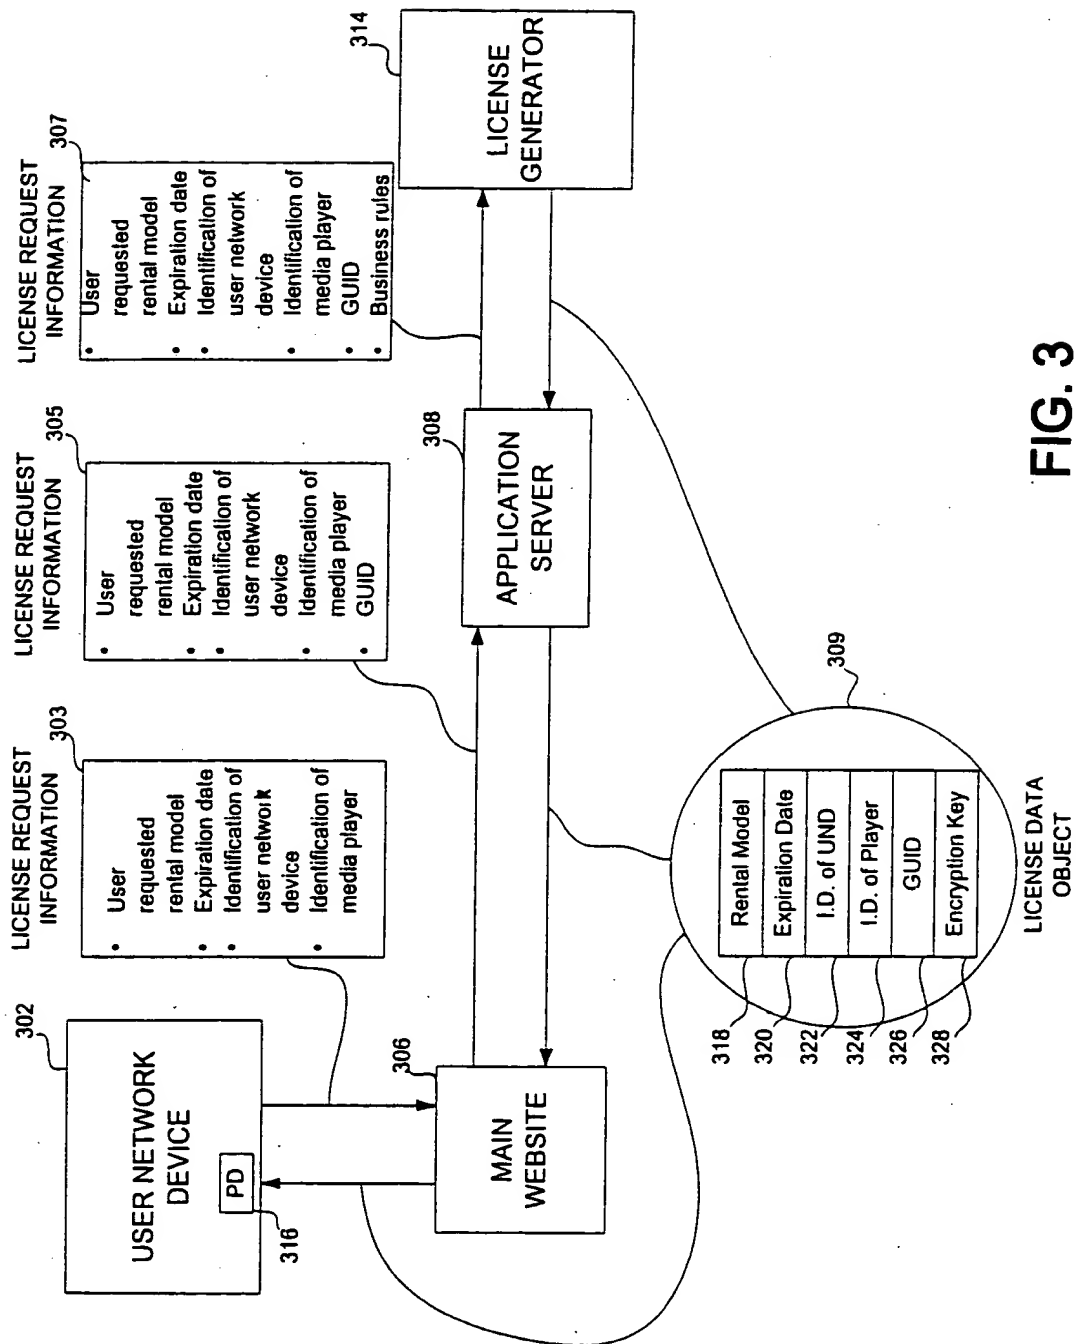 302
USER NETWORK
DEVICE
PD
316
LICENSE REQUEST
INFORMATION
303
• User
requested
rental model
• Expiration date
• Identification of
user network
device
• Identification of
media player
LICENSE REQUEST
INFORMATION
305
• User
requested
rental model
• Expiration date
• Identification of
user network
device
• Identification of
media player
• GUID
LICENSE REQUEST
INFORMATION
307
• User
requested
rental model
• Expiration date
• Identification of
user network
device
• Identification of
media player
• GUID
• Business rules
306
MAIN
WEBSITE
308
APPLICATION
SERVER
314
LICENSE
GENERATOR
309
318 Rental Model
320 Expiration Date
322 I.D. of UND
324 I.D. of Player
326 GUID
328 Encryption Key
LICENSE DATA
OBJECT
FIG. 3